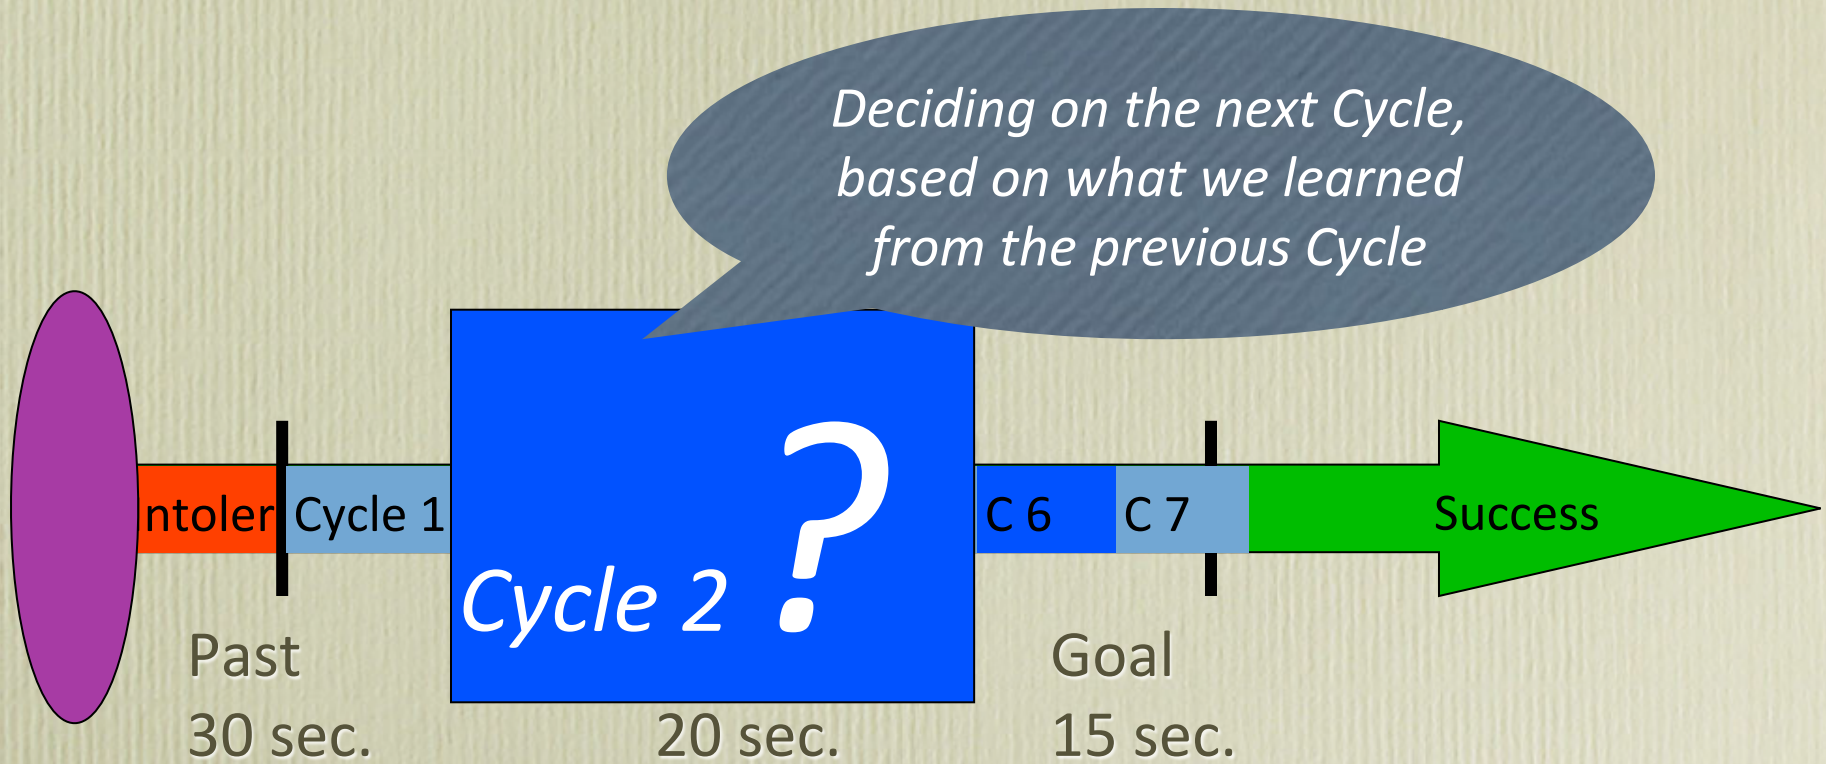 Deciding on the next Cycle,
based on what we learned
from the previous Cycle
ntoler
Cycle 1
Cycle 2 ?
C 6
C 7
Success
Past
30 sec.
20 sec.
Goal
15 sec.